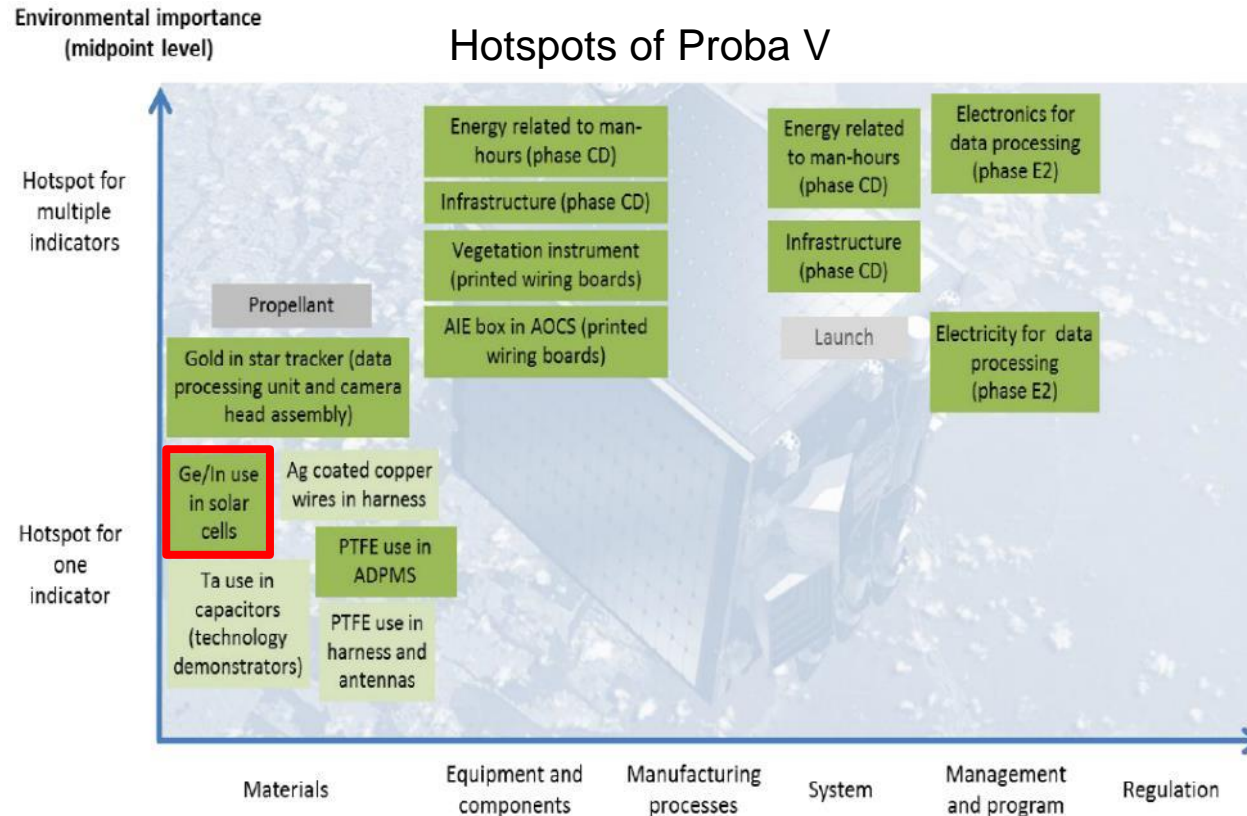 Environmental importance
(midpoint level)
Hotspots of Proba V
Hotspot for
multiple
indicators
Hotspot for
one
indicator
Energy related to man-
hours (phase CD)
Infrastructure (phase CD)
Vegetation instrument
(printed wiring boards)
AIE box in AOCS (printed
wiring boards)
Energy related
to man-hours
(phase CD)
Infrastructure
(phase CD)
Launch
Electronics for
data processing
(phase E2)
Electricity for data
processing
(phase E2)
Propellant
Gold in star tracker (data
processing unit and camera
head assembly)
Ge/In use
in solar
cells
Ag coated copper
wires in harness
PTFE use in
ADPMS
Ta use in
capacitors
(technology
demonstrators)
PTFE use in
harness and
antennas
Materials
Equipment and
components
Manufacturing
processes
System
Management
and program
Regulation